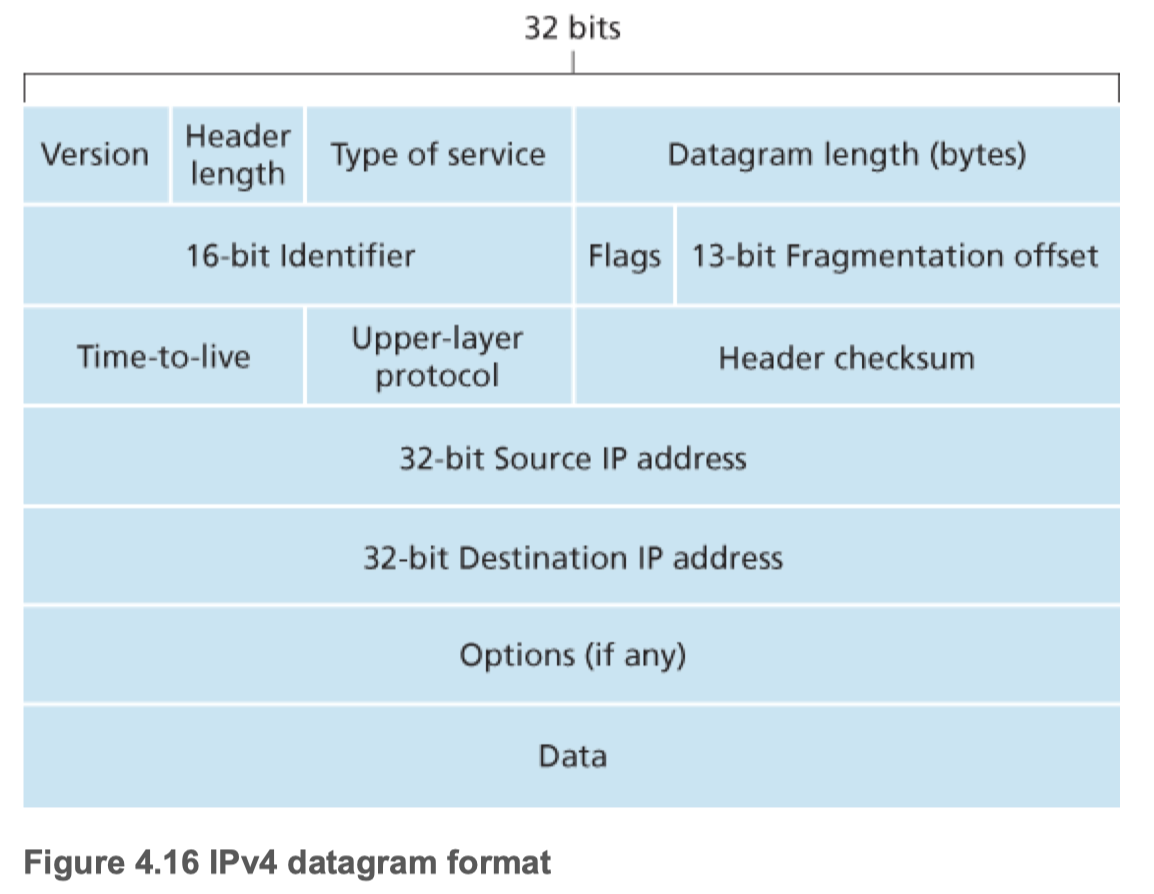 32 bits
Version
Header
length
Type of service
Datagram length (bytes)
16-bit Identifier
Flags
13-bit Fragmentation offset
Time-to-live
Upper-layer
protocol
Header checksum
32-bit Source IP address
32-bit Destination IP address
Options (if any)
Data
Figure 4.16 IPv4 datagram format